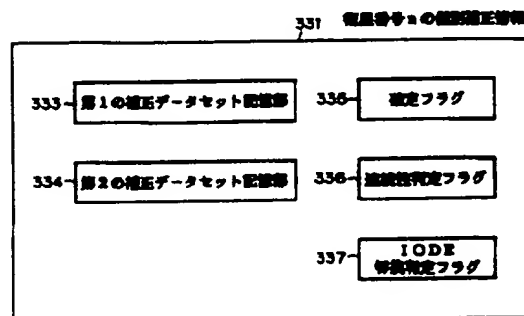 331 衛星番号nの個別補正情報
333 第1の補正データセット記憶部
335 確定フラグ
334 第2の補正データセット記憶部
336 連続性判定フラグ
337 IODE
判定フラグ